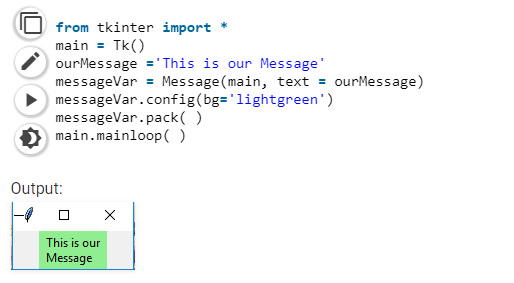 from tkinter import *
main = Tk()
ourMessage ='This is our Message'
messageVar = Message(main, text = ourMessage)
messageVar.config(bg='lightgreen')
messageVar.pack( )
main.mainloop( )
Output:
This is our
Message